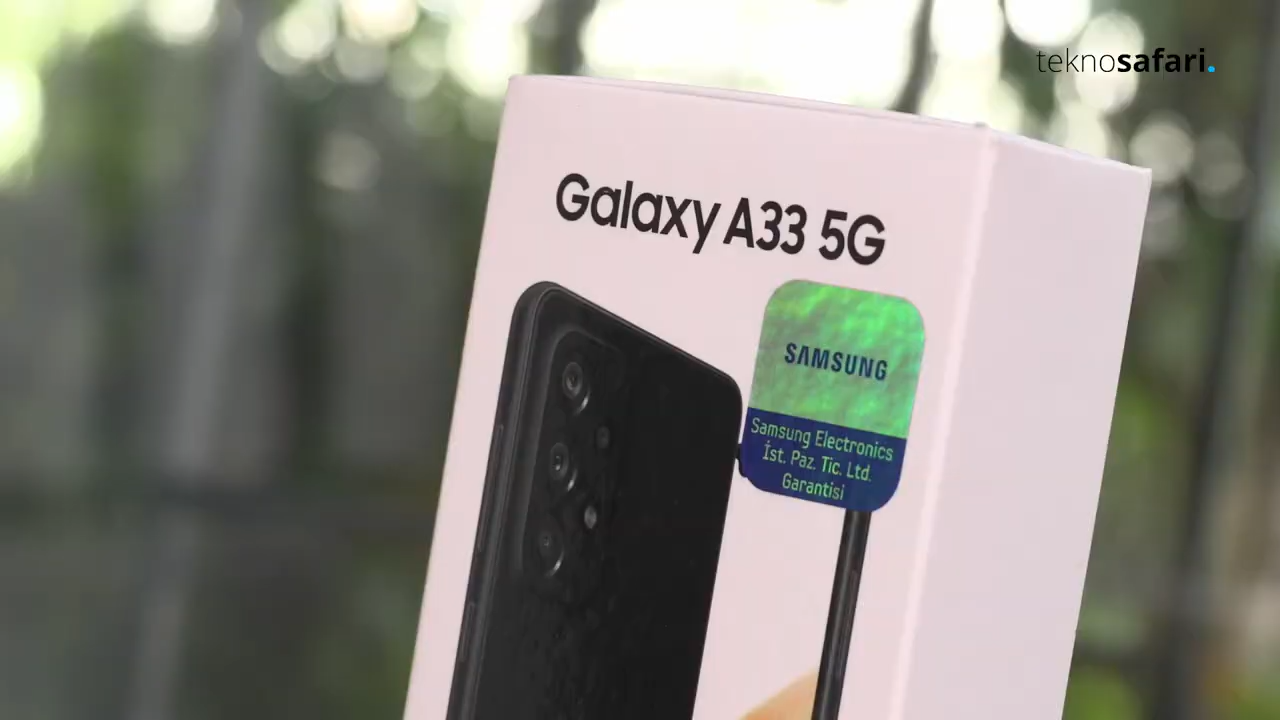 teknosafari.
Galaxy A33 5G
SAMSUNG
Samsung Electronics
İst. Paz. Tic. Ltd.
Garantisi